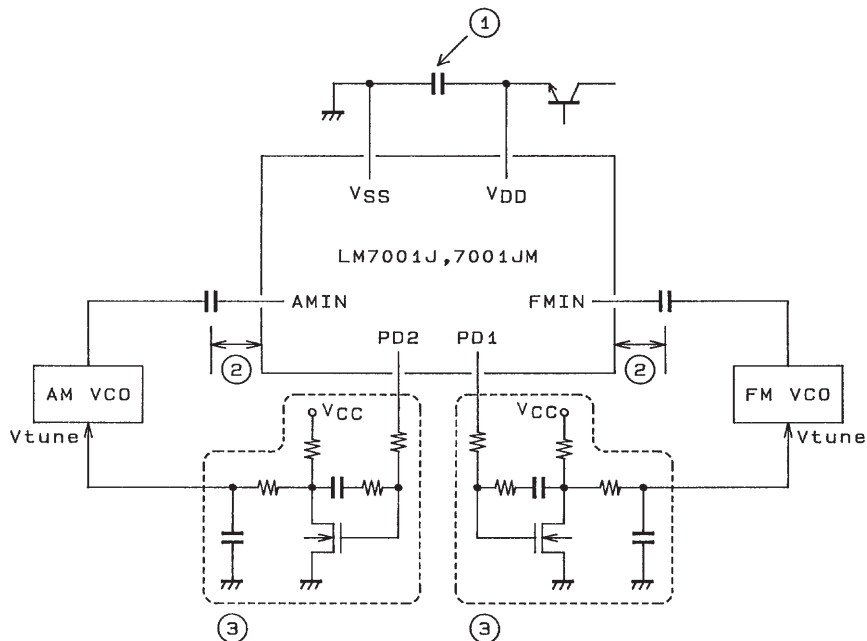 ①
VSS
VDD
LM7001J,7001JM
AMIN
FMIN
PD2
PD1
②
②
AM VCO
FM VCO
VCC
VCC
Vtune
Vtune
③
③